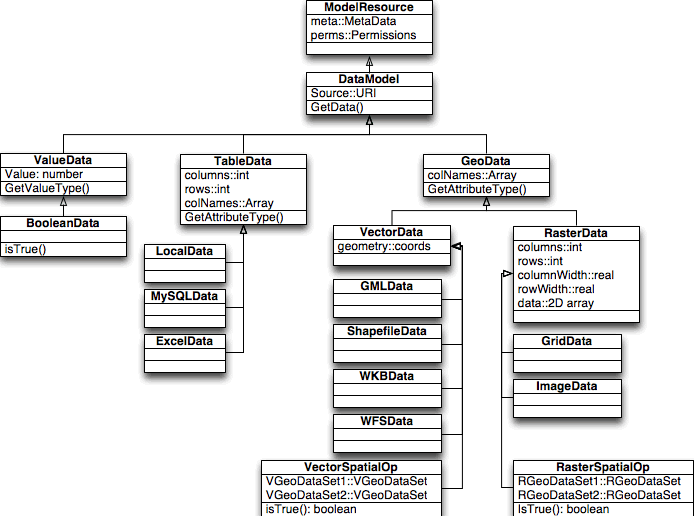 ModelResource
meta::MetaData
perms::Permissions
DataModel
Source::URI
GetData()
ValueData
Value: number
GetValueType()
TableData
columns::int
rows::int
colNames::Array
GetAttributeType()
GeoData
colNames::Array
GetAttributeType()
BooleanData
isTrue()
LocalData
MySQLData
ExcelData
VectorData
geometry::coords
RasterData
columns::int
rows::int
columnWidth::real
rowWidth::real
data::2D array
GMLData
ShapefileData
WKBData
WFSData
GridData
ImageData
VectorSpatialOp
VGeoDataSet1::VGeoDataSet
VGeoDataSet2::VGeoDataSet
isTrue(): boolean
RasterSpatialOp
RGeoDataSet1::RGeoDataSet
RGeoDataSet2::RGeoDataSet
IsTrue(): boolean